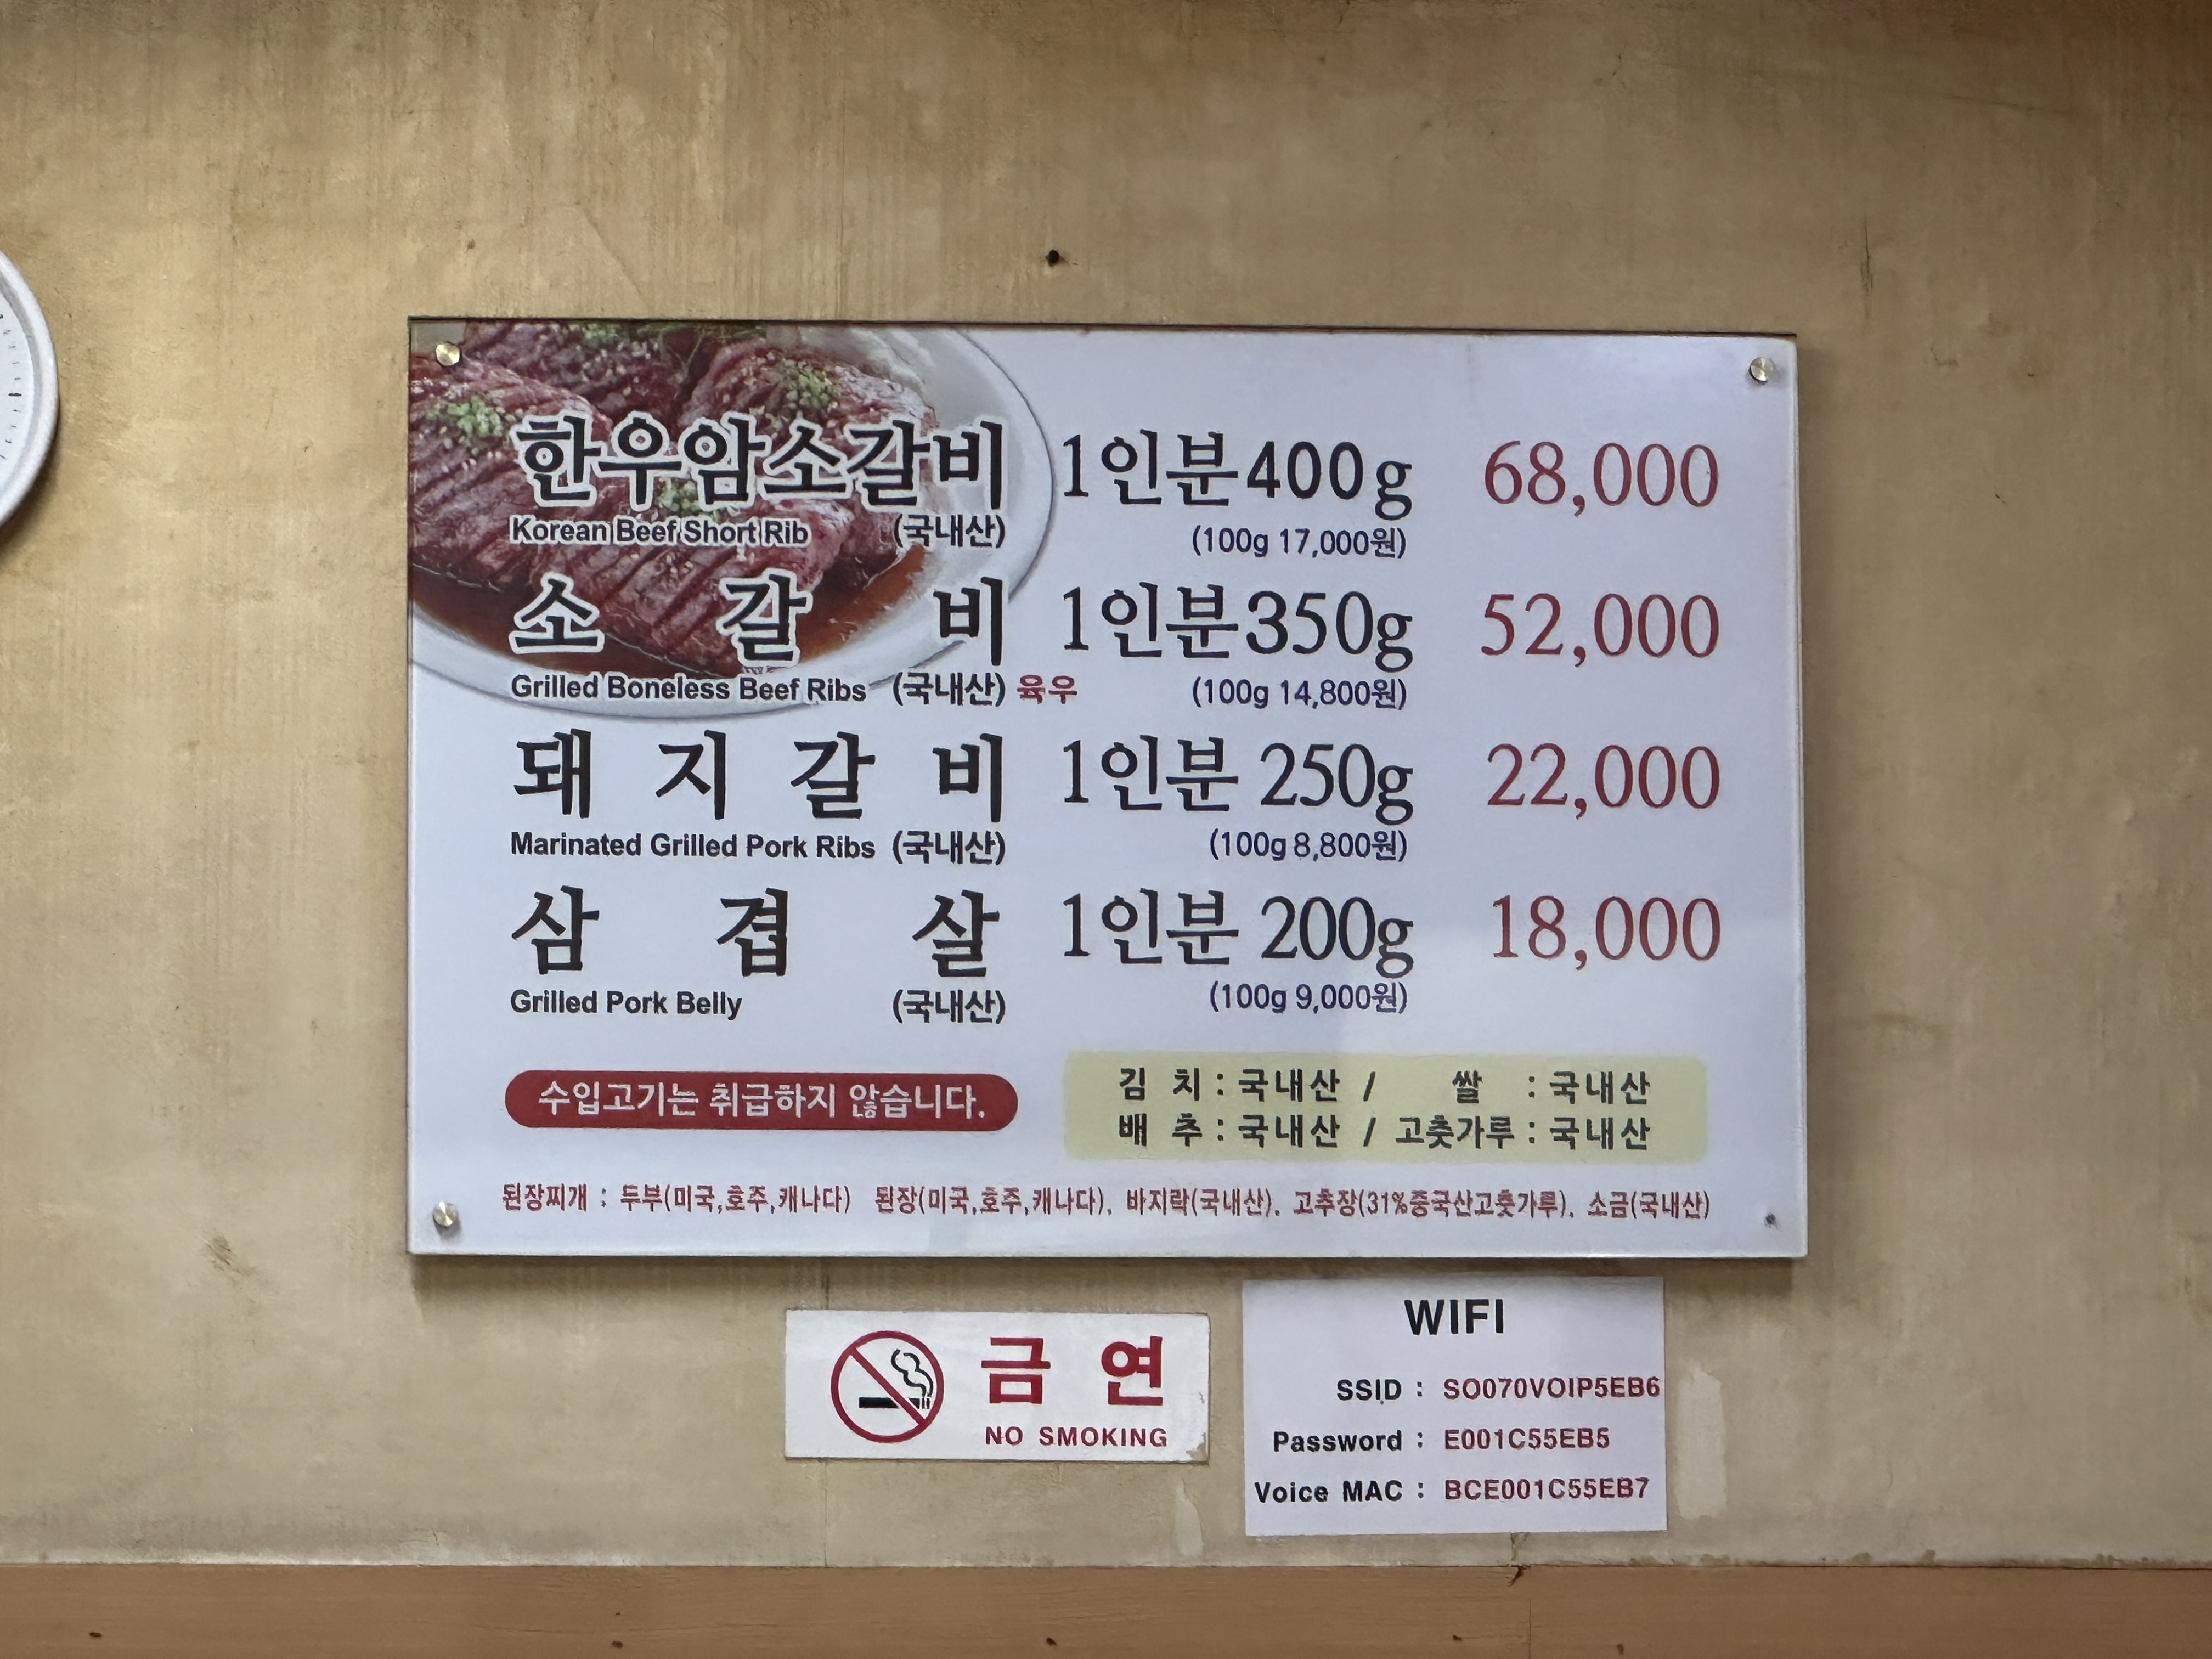 한우암소갈비 1인분400g 68,000
Korean Beef Short Rib (국내산) (100g 17,000원)
소 갈 비 1인분350g 52,000
Grilled Boneless Beef Ribs (국내산) 육우 (100g 14,800원)
돼 지 갈 비 1인분 250g 22,000
Marinated Grilled Pork Ribs (국내산) (100g 8,800원)
삼 겹 살 1인분 200g 18,000
Grilled Pork Belly (국내산) (100g 9,000원)
수입고기는 취급하지 않습니다.
김 치 : 국내산 / 쌀 : 국내산
배 추 : 국내산 / 고춧가루 : 국내산
된장찌개 : 두부(미국,호주,캐나다) 된장(미국,호주,캐나다), 바지락(국내산), 고추장(31%중국산고춧가루), 소금(국내산)
금 연
NO SMOKING
WIFI
SSID : SO070VOIP5EB6
Password : E001C55EB5
Voice MAC : BCE001C55EB7